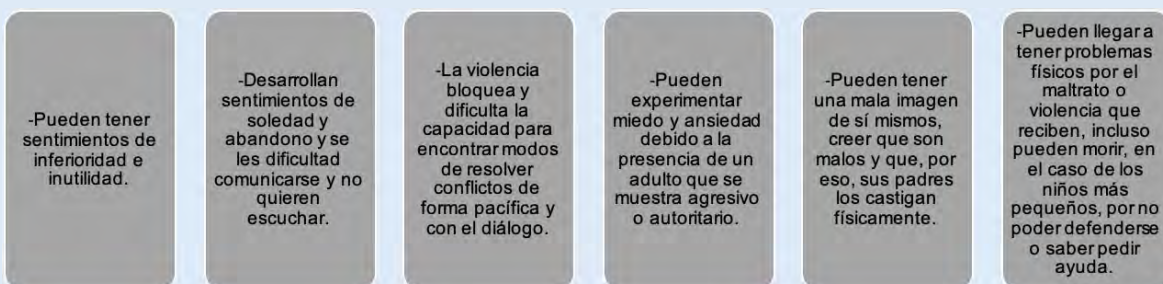 -Pueden tener
sentimientos de
inferioridad e
inutilidad.
-Desarrollan
sentimientos de
soledad y
abandono y se
les dificultad
comunicarse y no
quieren
escuchar.
-La violencia
bloquea y
dificulta la
capacidad para
encontrar modos
de resolver
conflictos de
forma pacífica y
con el diálogo.
-Pueden
experimentar
miedo y ansiedad
debido a la
presencia de un
adulto que se
muestra agresivo
o autoritario.
-Pueden tener
una mala imagen
de sí mismos,
creer que son
malos y que, por
eso, sus padres
los castigan
físicamente.
-Pueden llegar a
tener problemas
físicos por el
maltrato o
violencia que
reciben, incluso
pueden morir, en
el caso de los
niños más
pequeños, por no
poder defenderse
o saber pedir
ayuda.